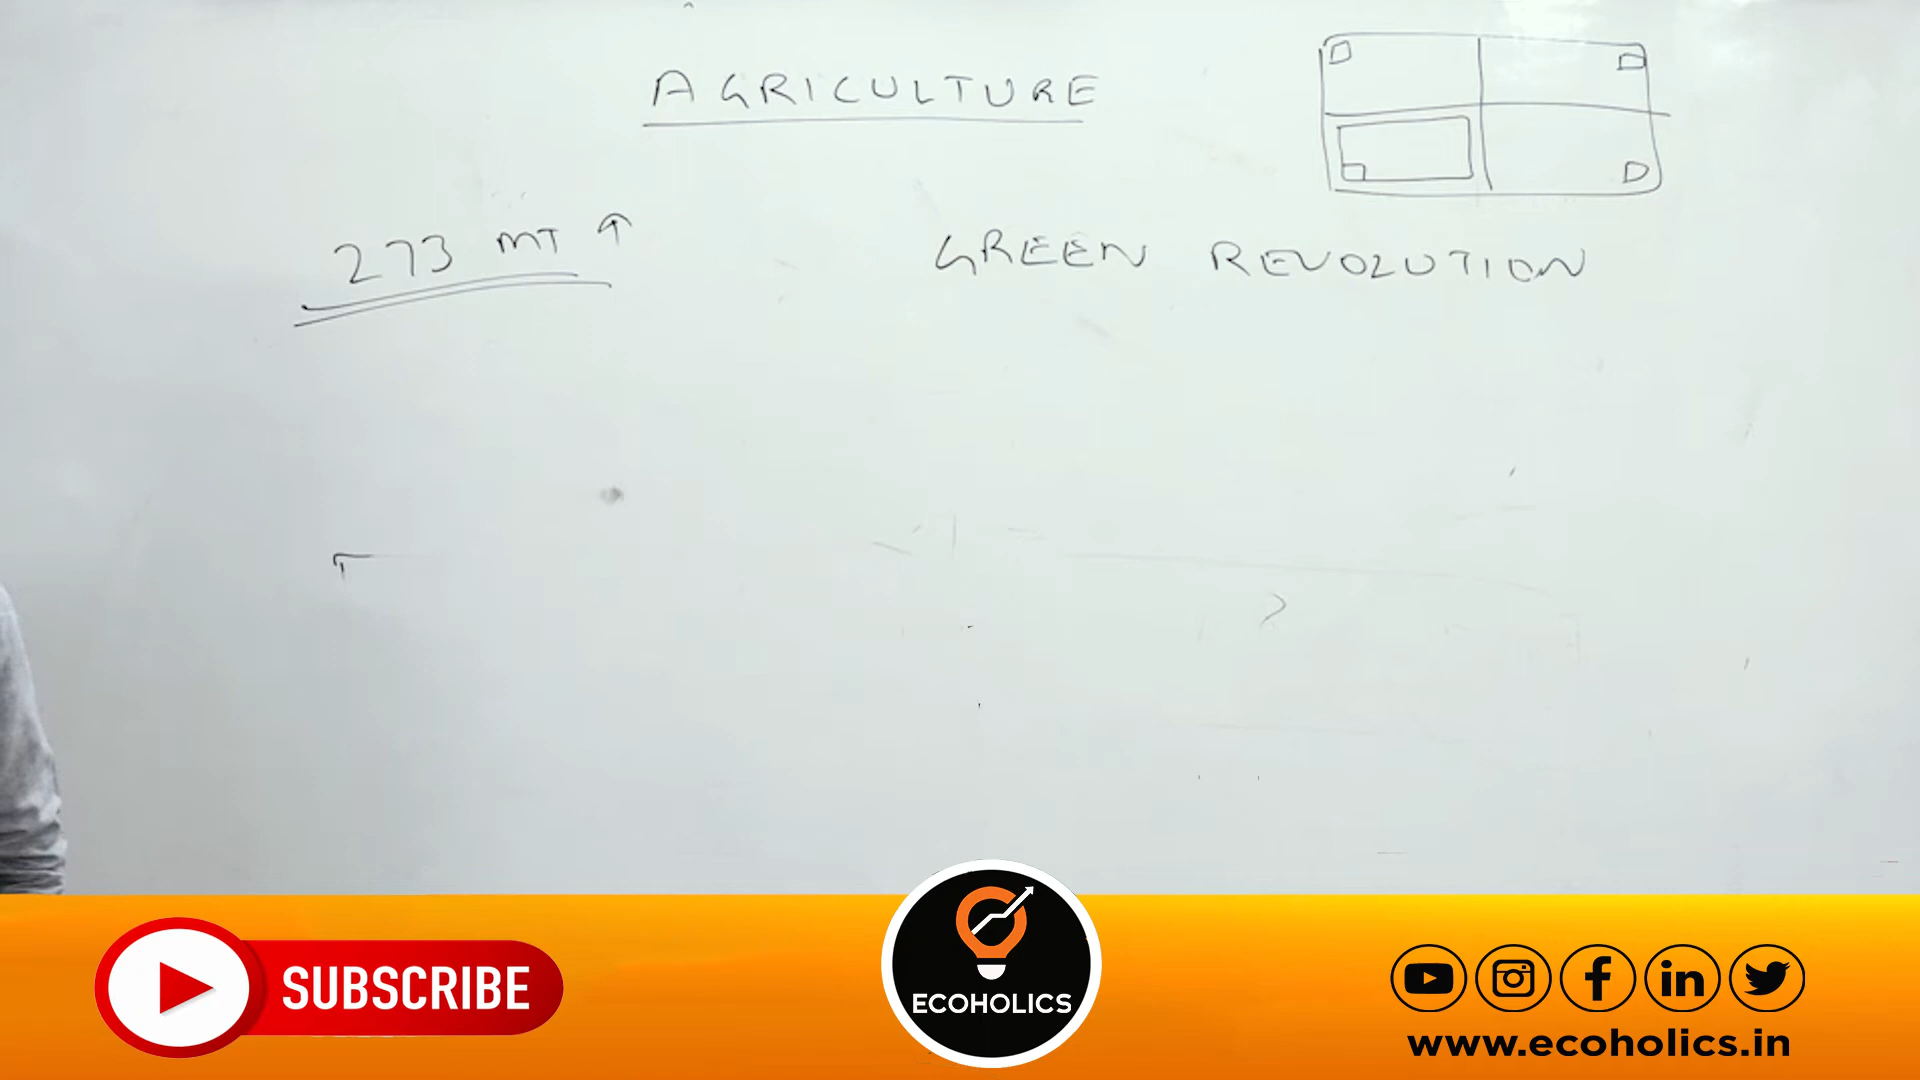 AGRICULTURE
273 MT ↑
GREEN REVOLUTION
SUBSCRIBE
ECOHOLICS
www.ecoholics.in